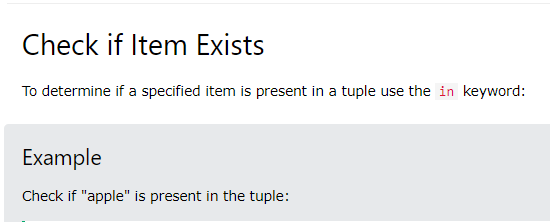 Check if Item Exists
To determine if a specified item is present in a tuple use the in keyword:
Example
Check if "apple" is present in the tuple: